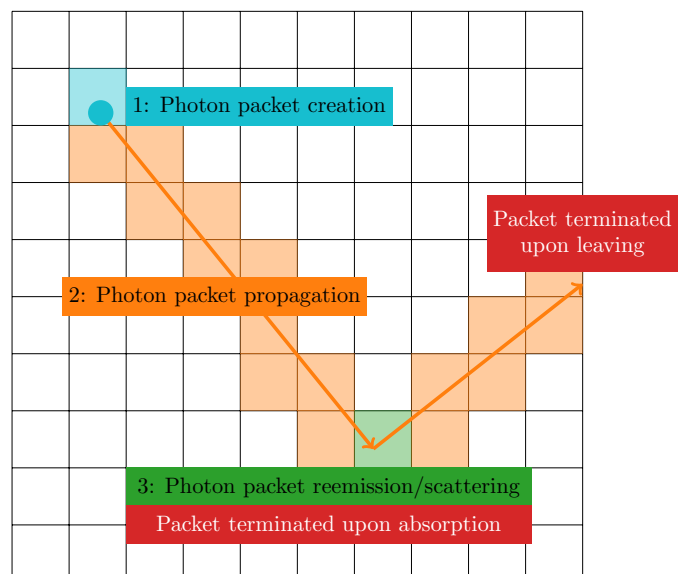 1: Photon packet creation
Packet terminated
upon leaving
2: Photon packet propagation
3: Photon packet reemission/scattering
Packet terminated upon absorption